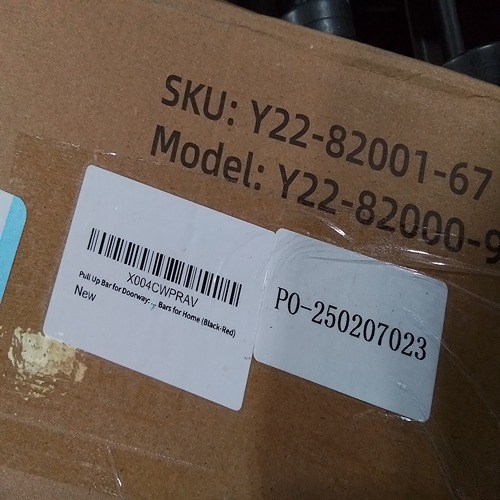 SKU: Y22-82001-67
Model: Y22-82000-9
X004CWPRAV
Pull Up Bar for Doorway: ... Bars for Home (Black-Red)
New
PO-250207023